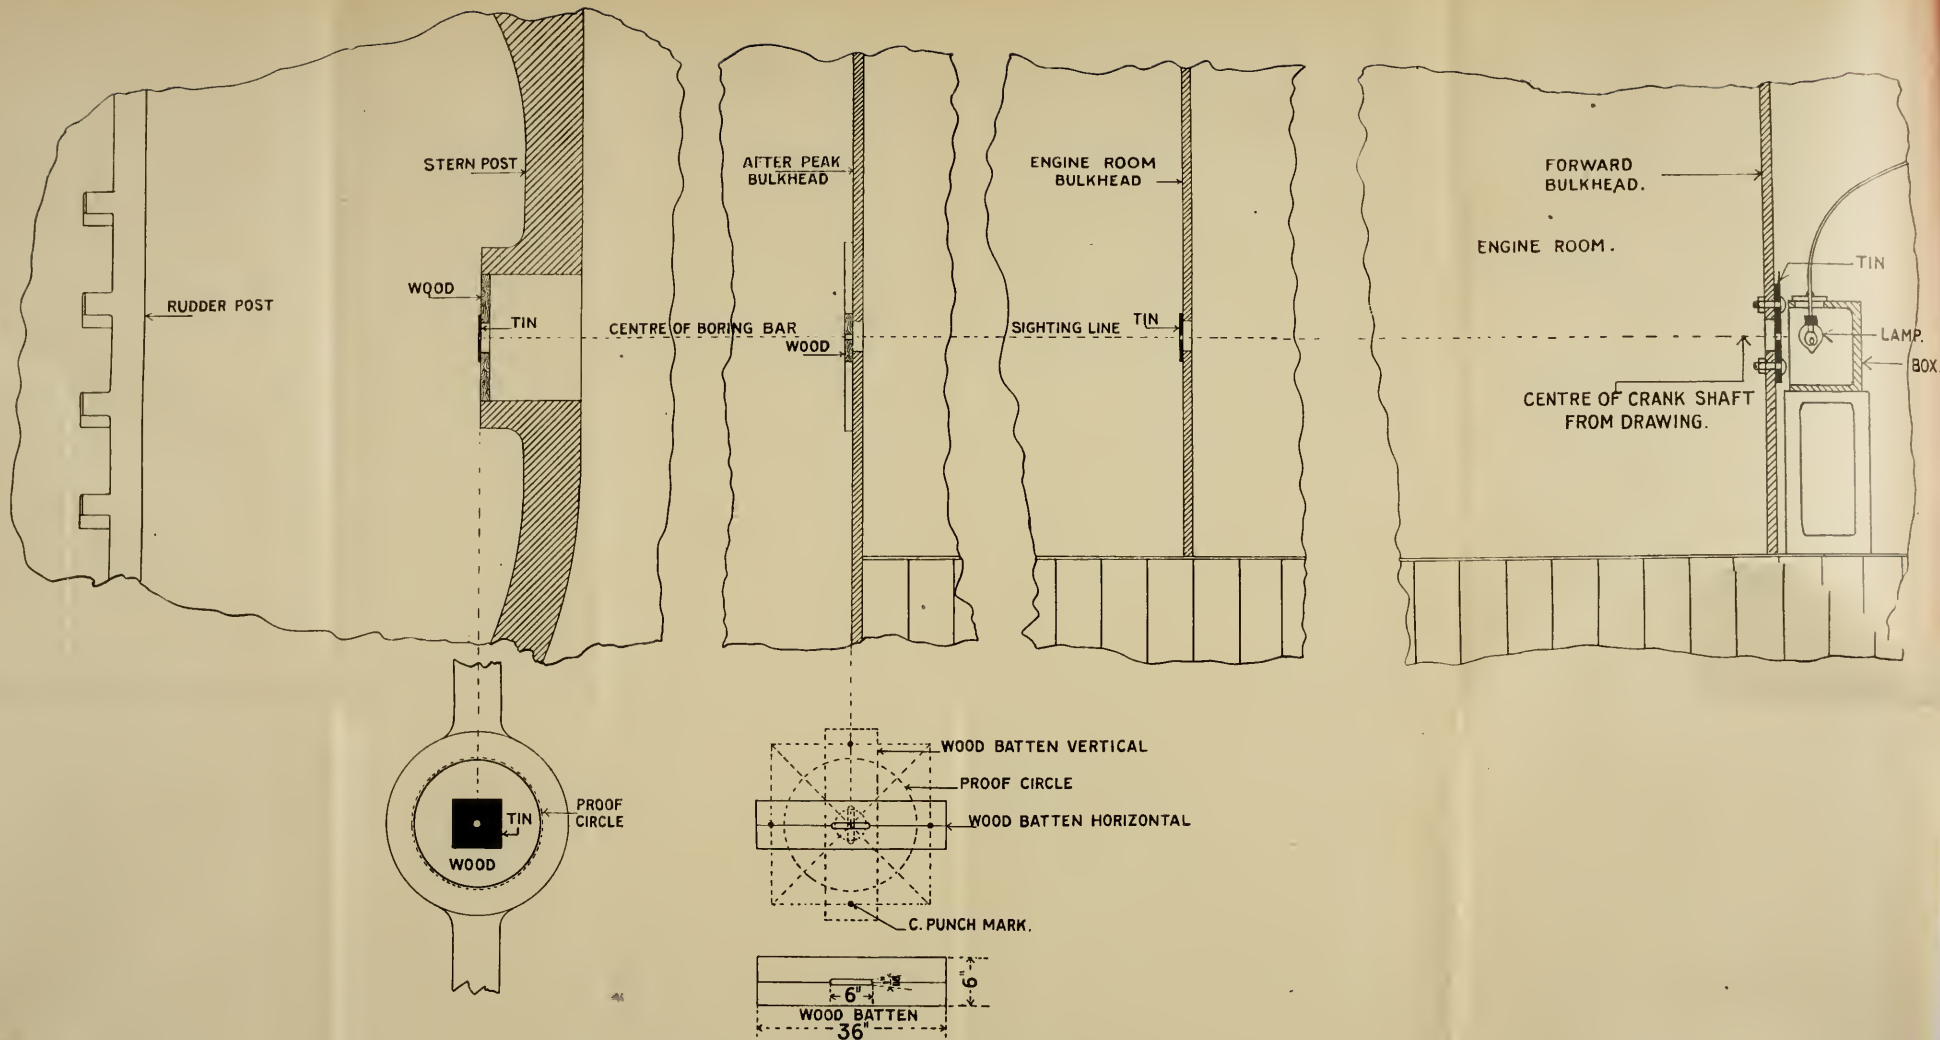 STERN POST
AFTER PEAK
BULKHEAD
ENGINE ROOM
BULKHEAD
FORWARD
BULKHEAD.
ENGINE ROOM.
TIN
WOOD
RUDDER POST
TIN
CENTRE OF BORING BAR
SIGHTING LINE
TIN
WOOD
LAMP.
BOX.
CENTRE OF CRANK SHAFT
FROM DRAWING.
WOOD BATTEN VERTICAL
PROOF CIRCLE
PROOF
CIRCLE
TIN
WOOD
WOOD BATTEN HORIZONTAL
C. PUNCH MARK.
6"
6"
WOOD BATTEN
36"